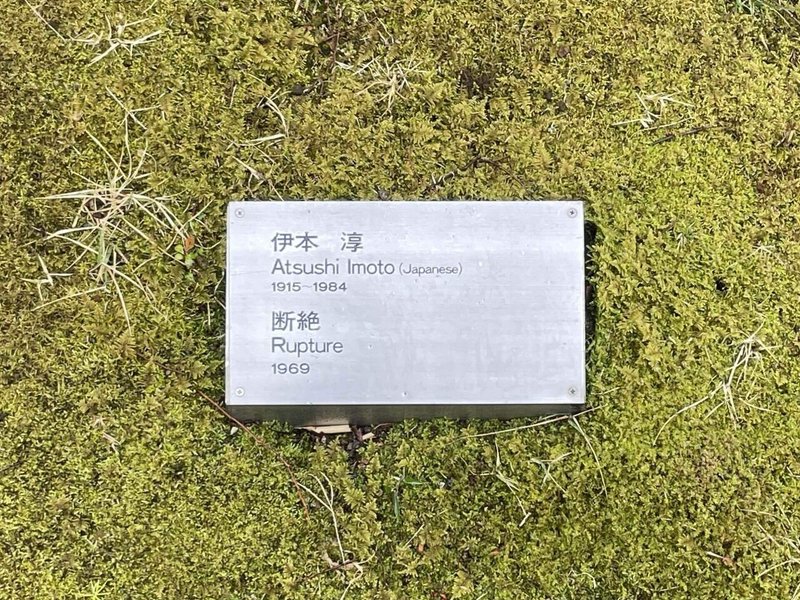 伊本　淳
Atsushi Imoto (Japanese)
1915~1984
断絶
Rupture
1969